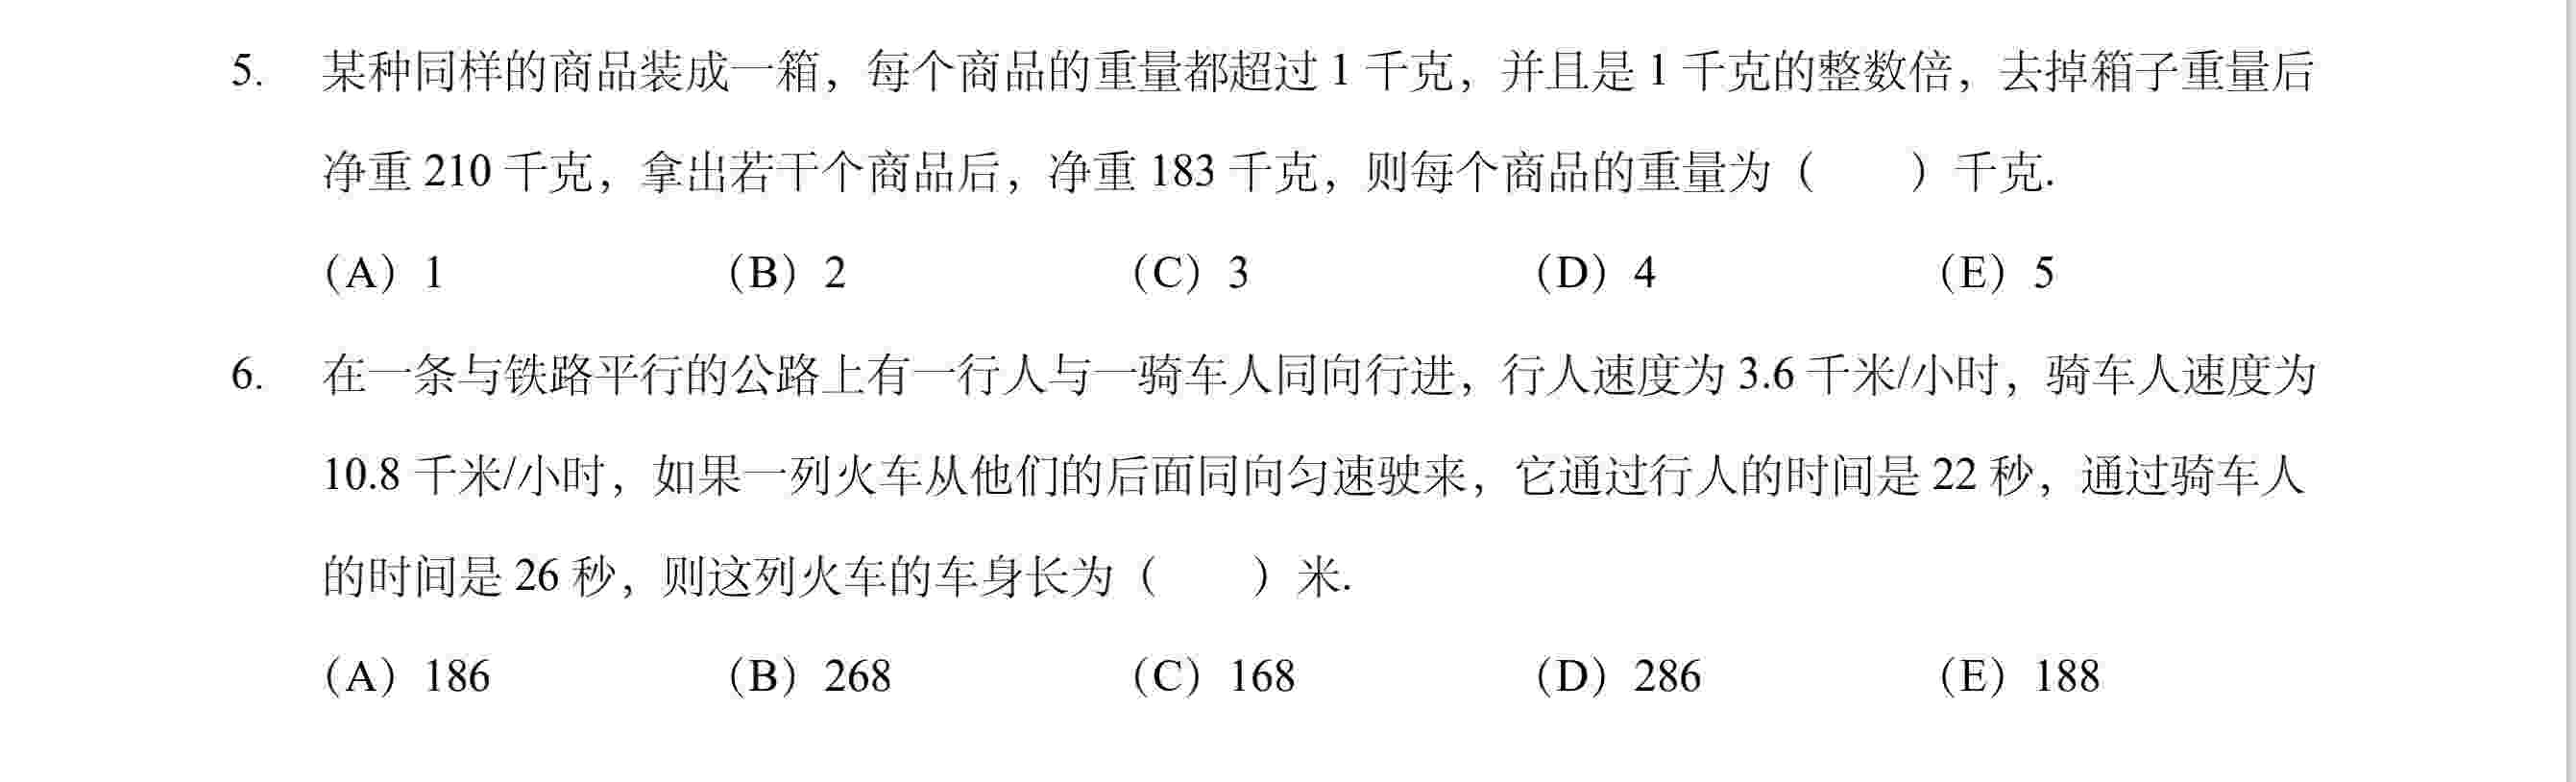 5. 某种同样的商品装成一箱，每个商品的重量都超过 1 千克，并且是 1 千克的整数倍，去掉箱子重量后
净重 210 千克，拿出若干个商品后，净重 183 千克，则每个商品的重量为（ ）千克.
（A）1 （B）2 （C）3 （D）4 （E）5
6. 在一条与铁路平行的公路上有一行人与一骑车人同向行进，行人速度为 3.6 千米/小时，骑车人速度为
10.8 千米/小时，如果一列火车从他们的后面同向匀速驶来，它通过行人的时间是 22 秒，通过骑车人
的时间是 26 秒，则这列火车的车身长为（ ）米.
（A）186 （B）268 （C）168 （D）286 （E）188